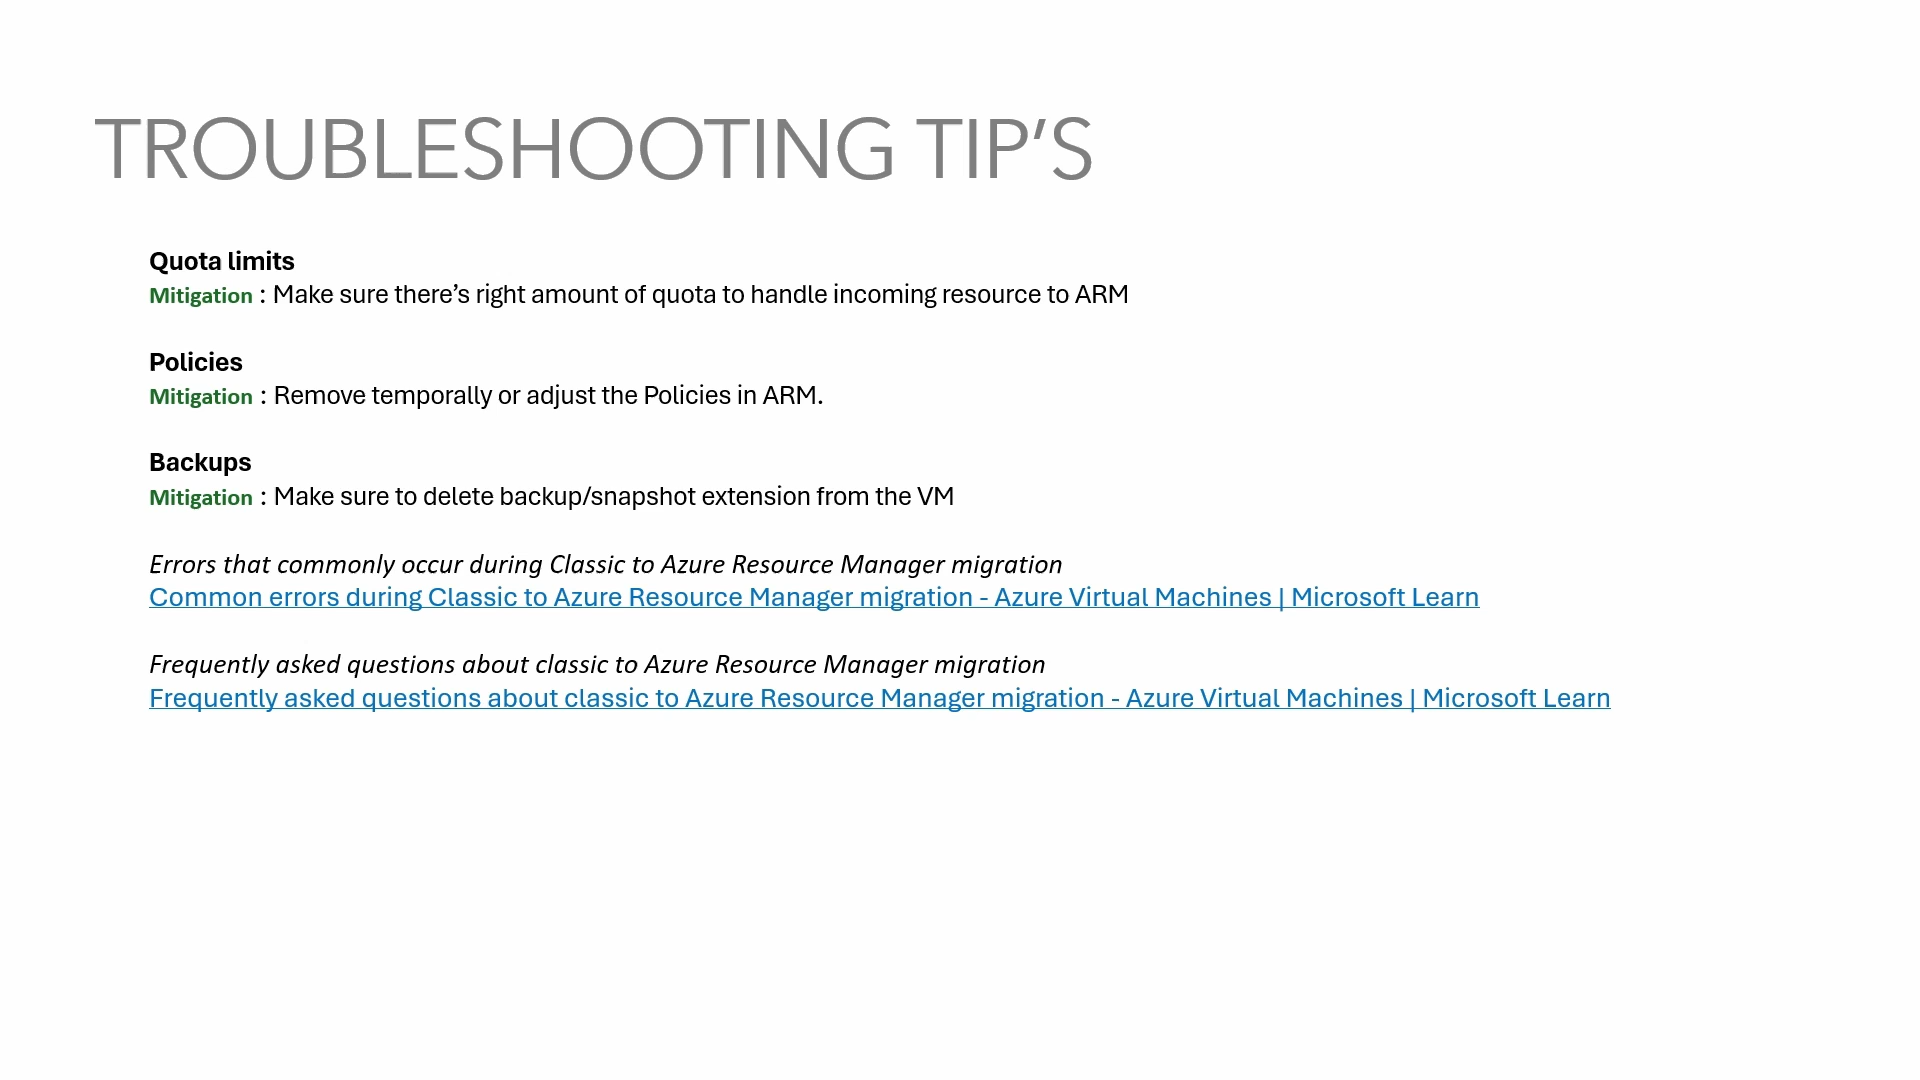 TROUBLESHOOTING TIP’S
Quota limits
Mitigation : Make sure there’s right amount of quota to handle incoming resource to ARM
Policies
Mitigation : Remove temporally or adjust the Policies in ARM.
Backups
Mitigation : Make sure to delete backup/snapshot extension from the VM
Errors that commonly occur during Classic to Azure Resource Manager migration
Common errors during Classic to Azure Resource Manager migration - Azure Virtual Machines | Microsoft Learn
Frequently asked questions about classic to Azure Resource Manager migration
Frequently asked questions about classic to Azure Resource Manager migration - Azure Virtual Machines | Microsoft Learn